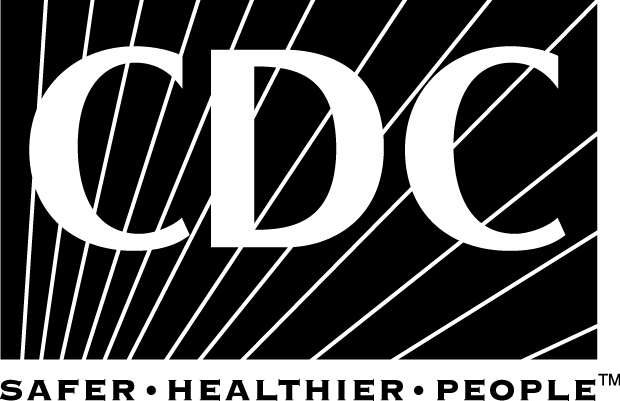 CDC
SAFER • HEALTHIER • PEOPLE™